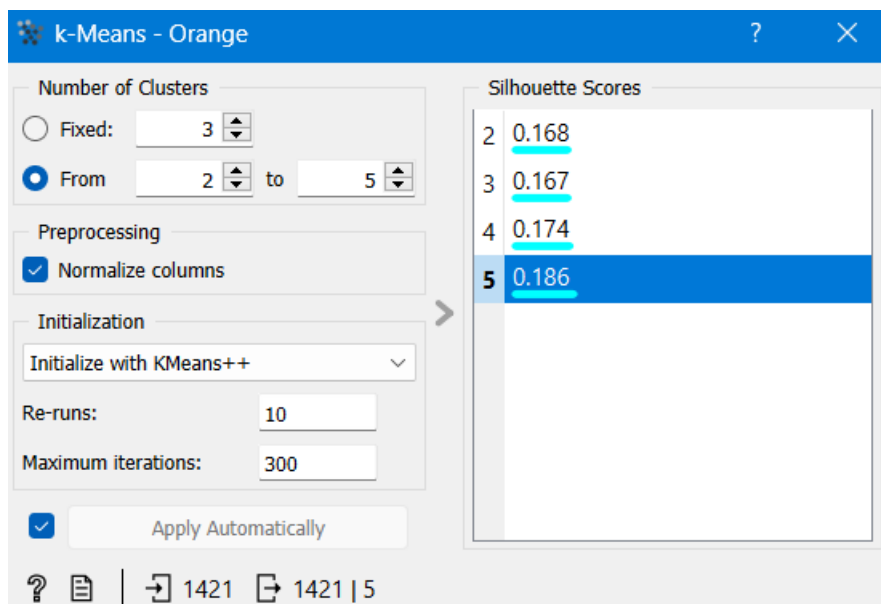 k-Means - Orange ? ×
Number of Clusters
Fixed: 3
From 2 to 5
Preprocessing
Normalize columns
Initialization
Initialize with KMeans++
Re-runs: 10
Maximum iterations: 300
Apply Automatically
? 1421 1421 | 5
Silhouette Scores
2 0.168
3 0.167
4 0.174
5 0.186